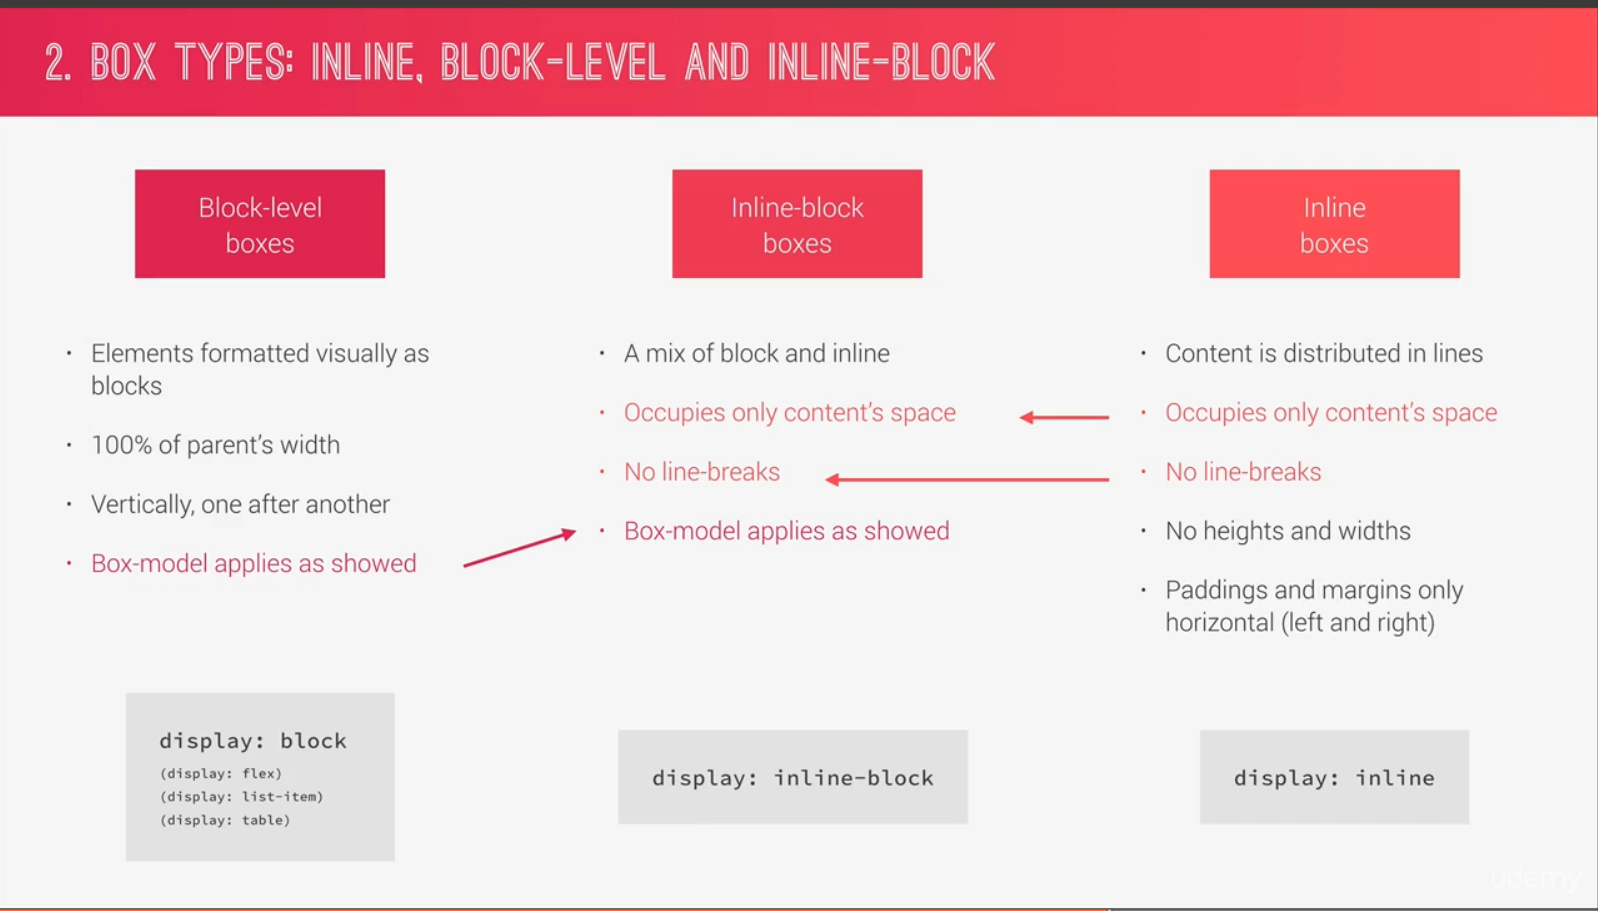 2. BOX TYPES: INLINE, BLOCK-LEVEL AND INLINE-BLOCK
Block-level
boxes
• Elements formatted visually as
blocks
• 100% of parent's width
• Vertically, one after another
• Box-model applies as showed
display: block
(display: flex)
(display: list-item)
(display: table)
Inline-block
boxes
• A mix of block and inline
• Occupies only content's space
• No line-breaks
• Box-model applies as showed
display: inline-block
Inline
boxes
• Content is distributed in lines
• Occupies only content's space
• No line-breaks
• No heights and widths
• Paddings and margins only
horizontal (left and right)
display: inline
udemy